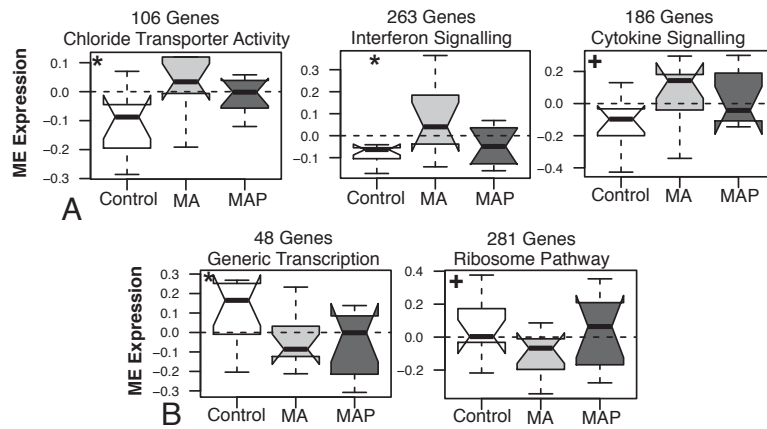 106 Genes
Chloride Transporter Activity
263 Genes
Interferon Signalling
186 Genes
Cytokine Signalling
ME Expression
0.1
0.0
−0.1
−0.2
−0.3
*
Control
MA
MAP
0.3
0.2
0.1
0.0
−0.1
*
Control
MA
MAP
0.2
0.0
−0.2
−0.4
+
Control
MA
MAP
A
48 Genes
Generic Transcription
281 Genes
Ribosome Pathway
ME Expression
0.3
0.2
0.1
0.0
−0.1
−0.2
−0.3
*
Control
MA
MAP
0.4
0.2
0.0
−0.2
+
Control
MA
MAP
B